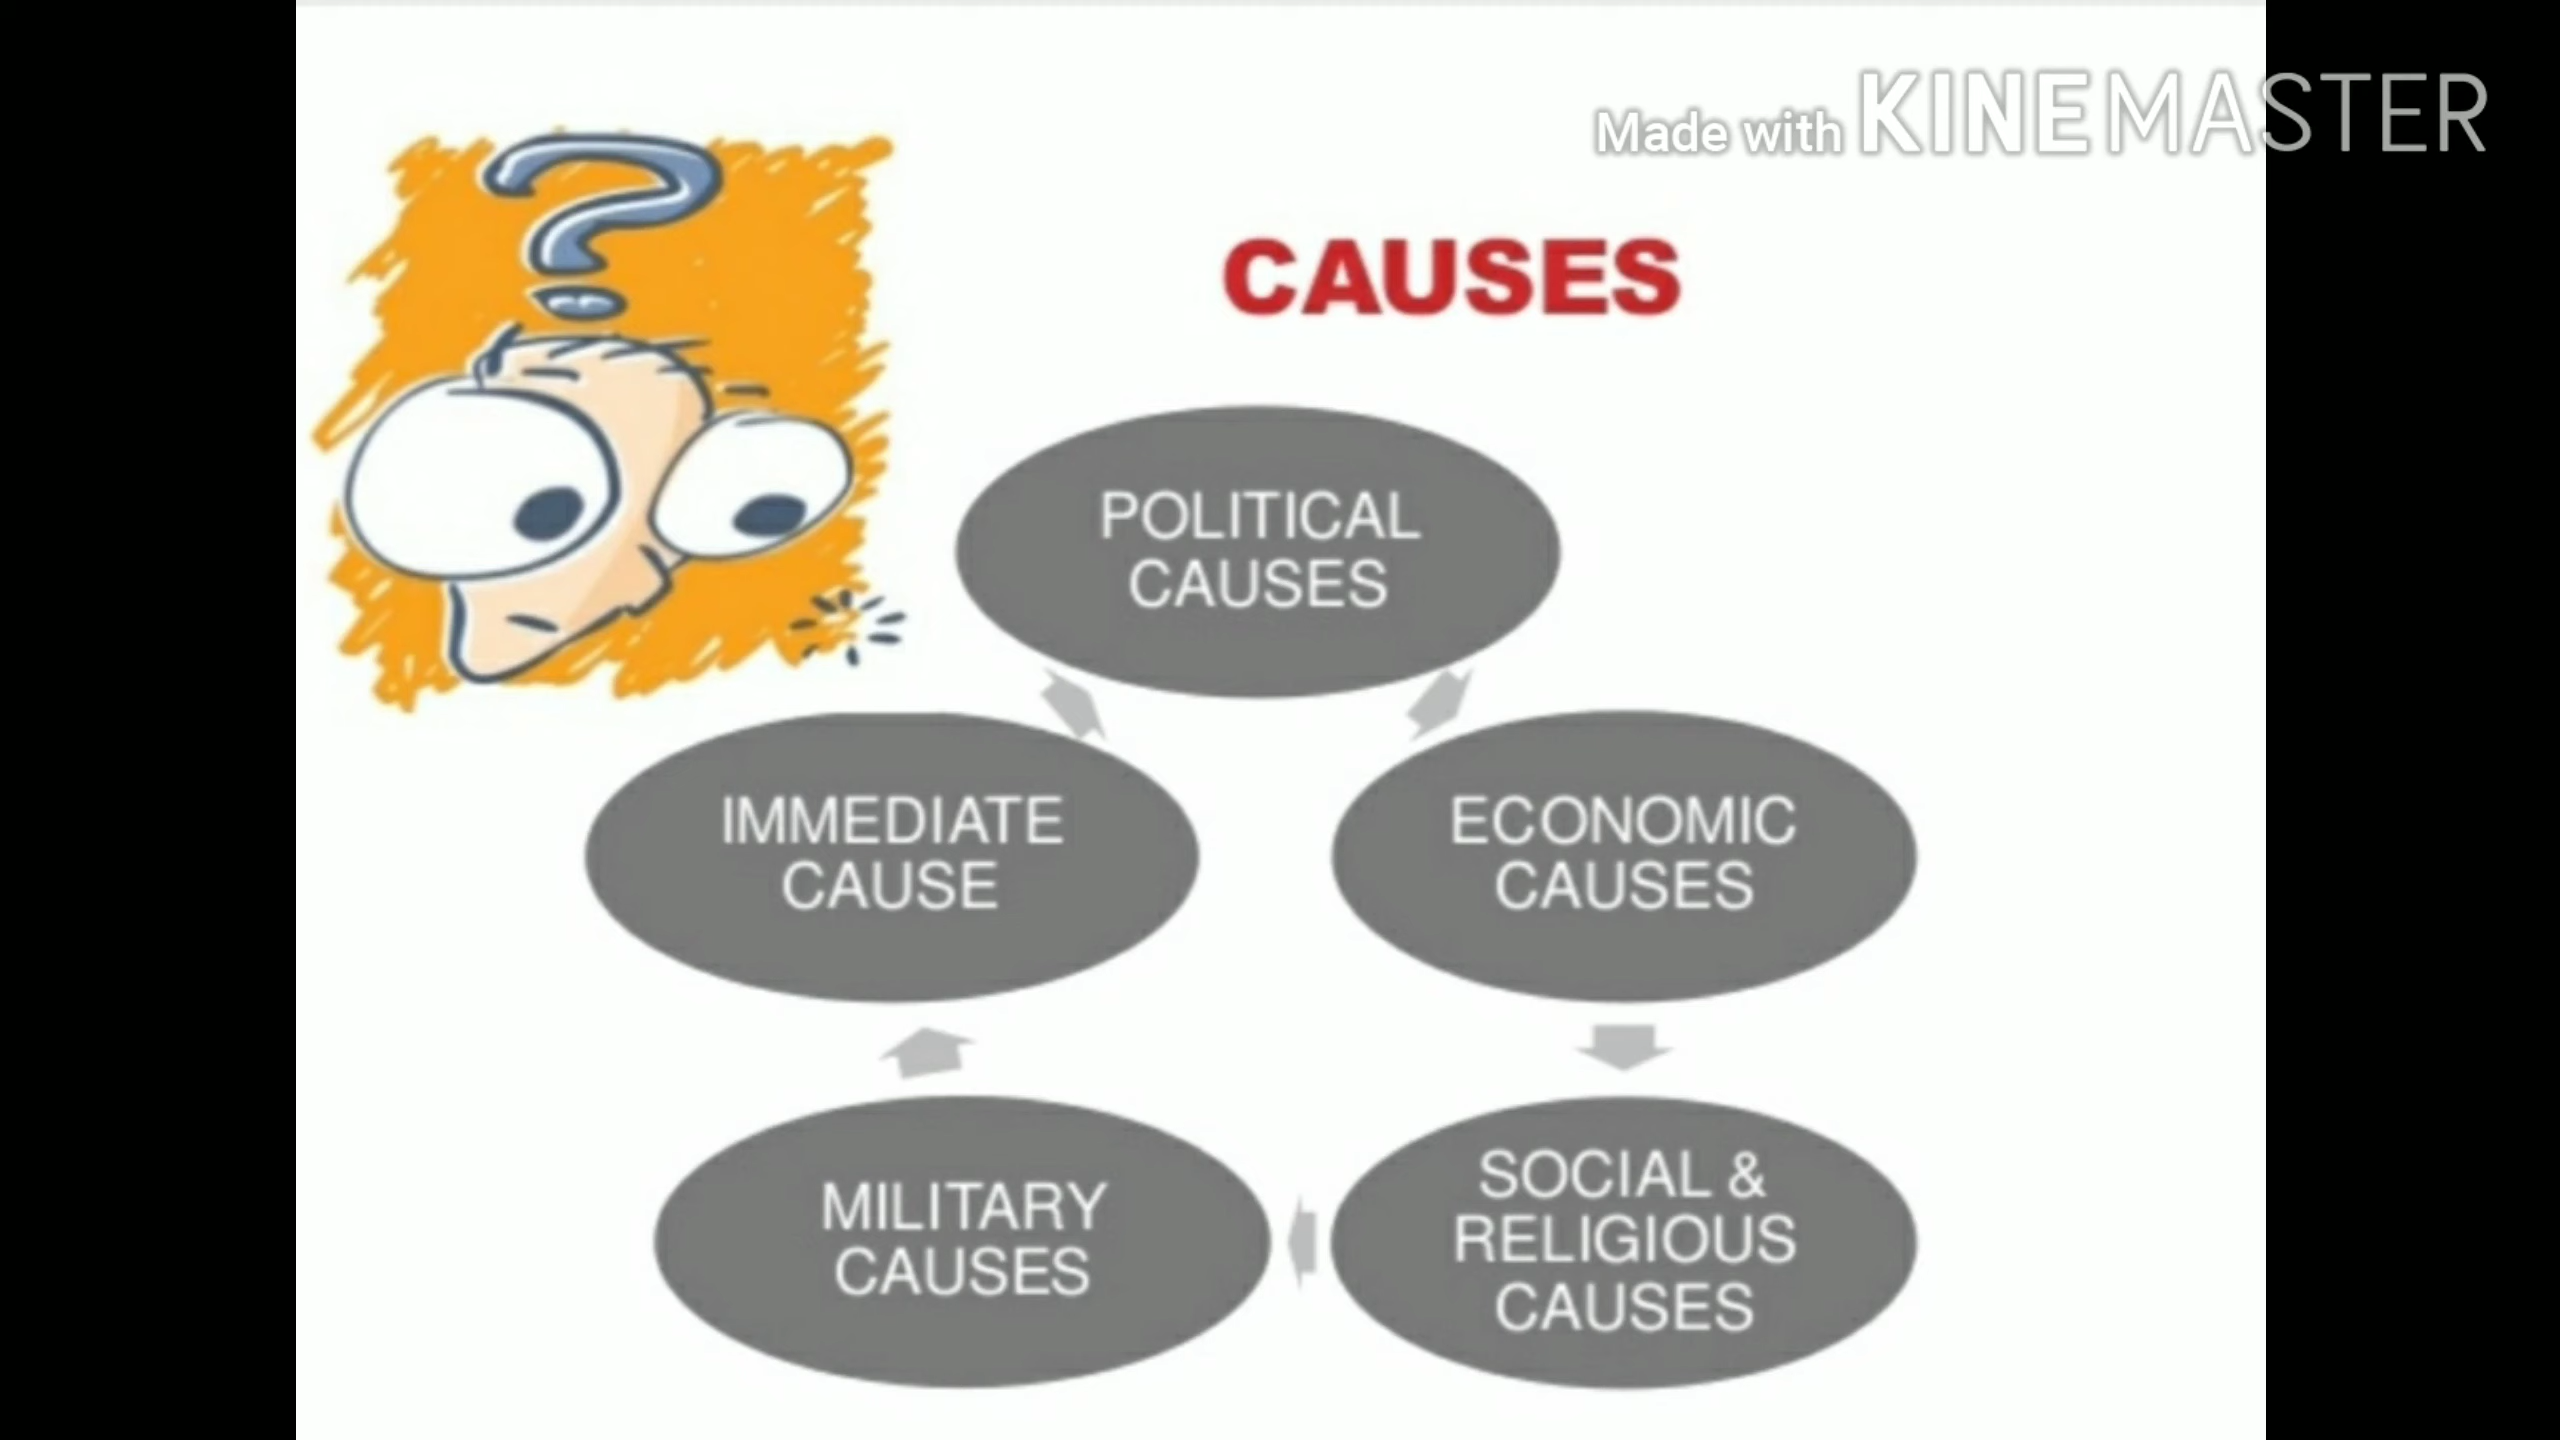 Made with KINEMASTER
CAUSES
POLITICAL
CAUSES
IMMEDIATE
CAUSE
ECONOMIC
CAUSES
MILITARY
CAUSES
SOCIAL &
RELIGIOUS
CAUSES